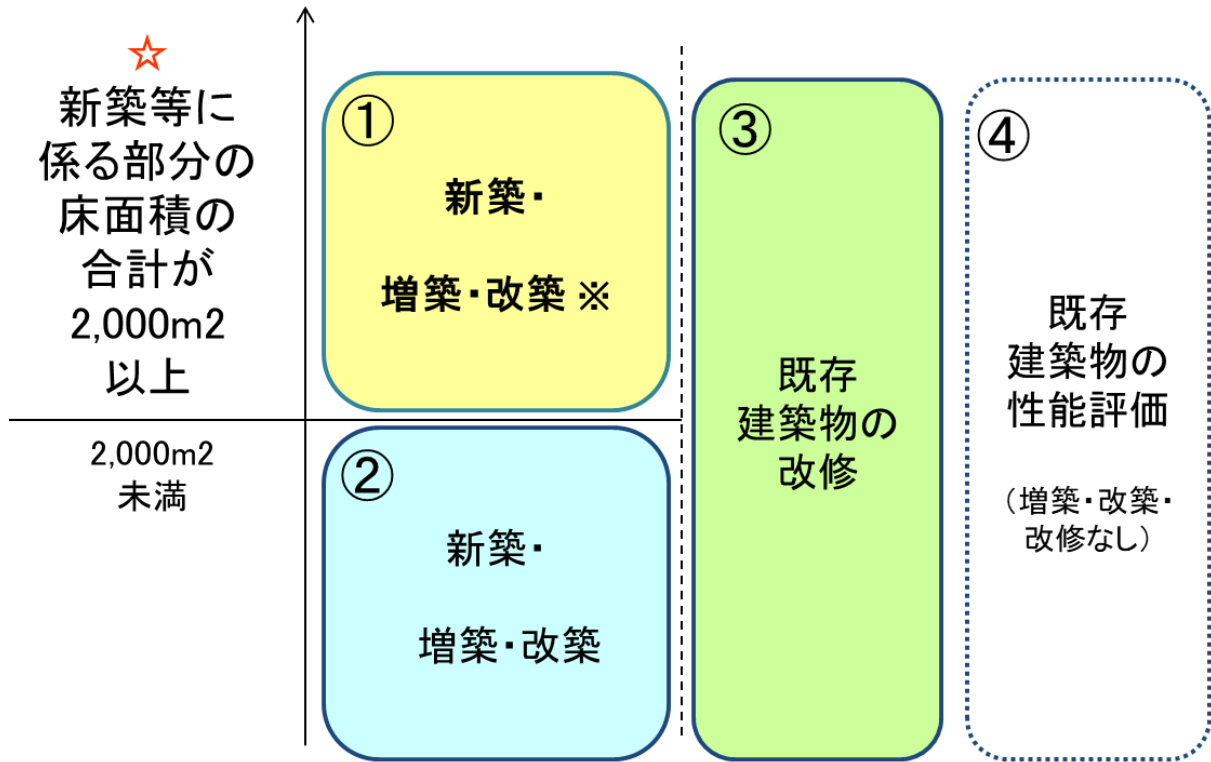 ☆
新築等に
係る部分の
床面積の
合計が
2,000m2
以上
2,000m2
未満
①
新築・
増築・改築 ※
②
新築・
増築・改築
③
既存
建築物の
改修
④
既存
建築物の
性能評価
（増築・改築・
改修なし）